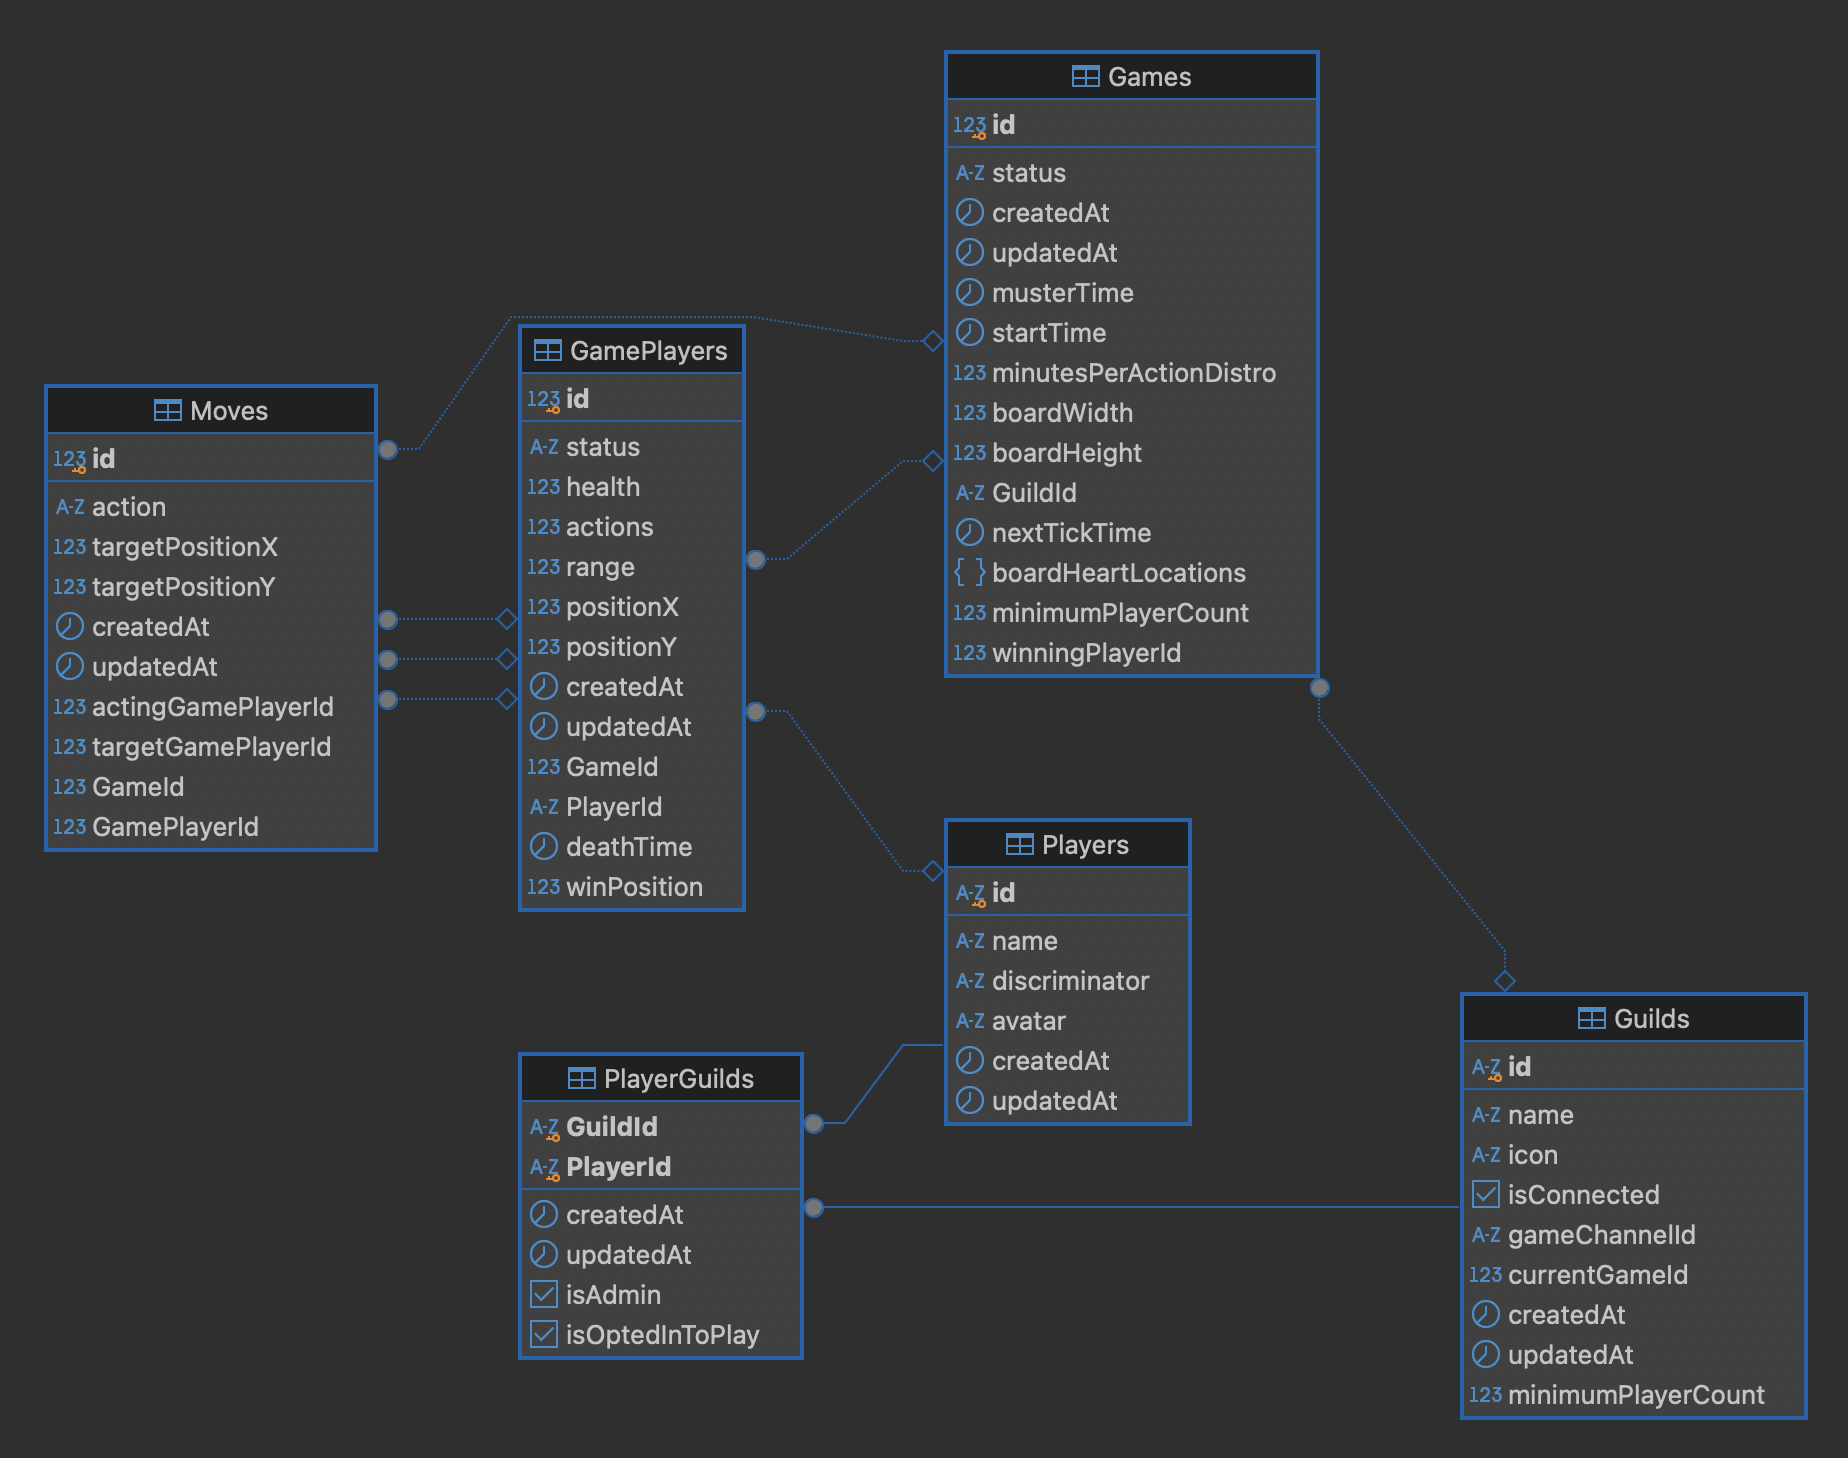 Games
123 id
A-Z status
createdAt
updatedAt
musterTime
startTime
123 minutesPerActionDistro
123 boardWidth
123 boardHeight
A-Z GuildId
nextTickTime
{ } boardHeartLocations
123 minimumPlayerCount
123 winningPlayerId
GamePlayers
123 id
A-Z status
123 health
123 actions
123 range
123 positionX
123 positionY
createdAt
updatedAt
123 GameId
A-Z PlayerId
deathTime
123 winPosition
Moves
123 id
A-Z action
123 targetPositionX
123 targetPositionY
createdAt
updatedAt
123 actingGamePlayerId
123 targetGamePlayerId
123 GameId
123 GamePlayerId
Players
A-Z id
A-Z name
A-Z discriminator
A-Z avatar
createdAt
updatedAt
PlayerGuilds
A-Z GuildId
A-Z PlayerId
createdAt
updatedAt
isAdmin
isOptedInToPlay
Guilds
A-Z id
A-Z name
A-Z icon
isConnected
A-Z gameChannelId
123 currentGameId
createdAt
updatedAt
123 minimumPlayerCount